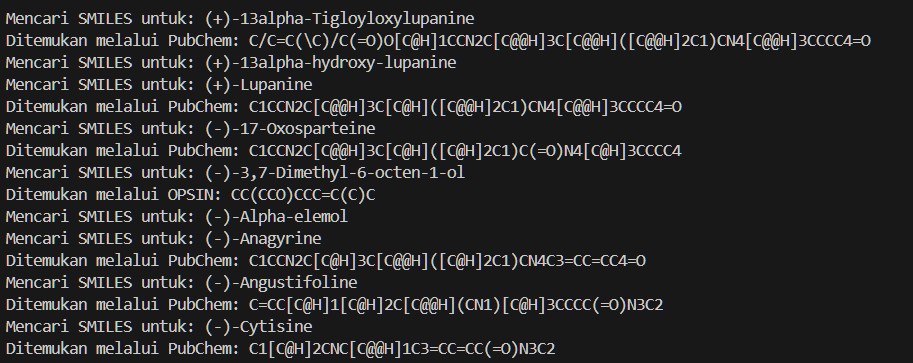 Mencari SMILES untuk: (+)-13alpha-Tigloyloxylupanine
Ditemukan melalui PubChem: C/C=C(\C)/C(=O)O[C@H]1CCN2C[C@@H]3C[C@@H]([C@@H]2C1)CN4[C@@H]3CCCC4=O
Mencari SMILES untuk: (+)-13alpha-hydroxy-lupanine
Mencari SMILES untuk: (+)-Lupanine
Ditemukan melalui PubChem: C1CCN2C[C@@H]3C[C@H]([C@@H]2C1)CN4[C@@H]3CCCC4=O
Mencari SMILES untuk: (-)-17-Oxosparteine
Ditemukan melalui PubChem: C1CCN2C[C@@H]3C[C@H]([C@H]2C1)C(=O)N4[C@H]3CCCC4
Mencari SMILES untuk: (-)-3,7-Dimethyl-6-octen-1-ol
Ditemukan melalui OPSIN: CC(CCO)CCC=C(C)C
Mencari SMILES untuk: (-)-Alpha-elemol
Mencari SMILES untuk: (-)-Anagyrine
Ditemukan melalui PubChem: C1CCN2C[C@H]3C[C@@H]([C@H]2C1)CN4C3=CC=CC4=O
Mencari SMILES untuk: (-)-Angustifoline
Ditemukan melalui PubChem: C=CC[C@H]1[C@H]2C[C@@H](CN1)[C@H]3CCCC(=O)N3C2
Mencari SMILES untuk: (-)-Cytisine
Ditemukan melalui PubChem: C1[C@H]2CNC[C@@H]1C3=CC=CC(=O)N3C2